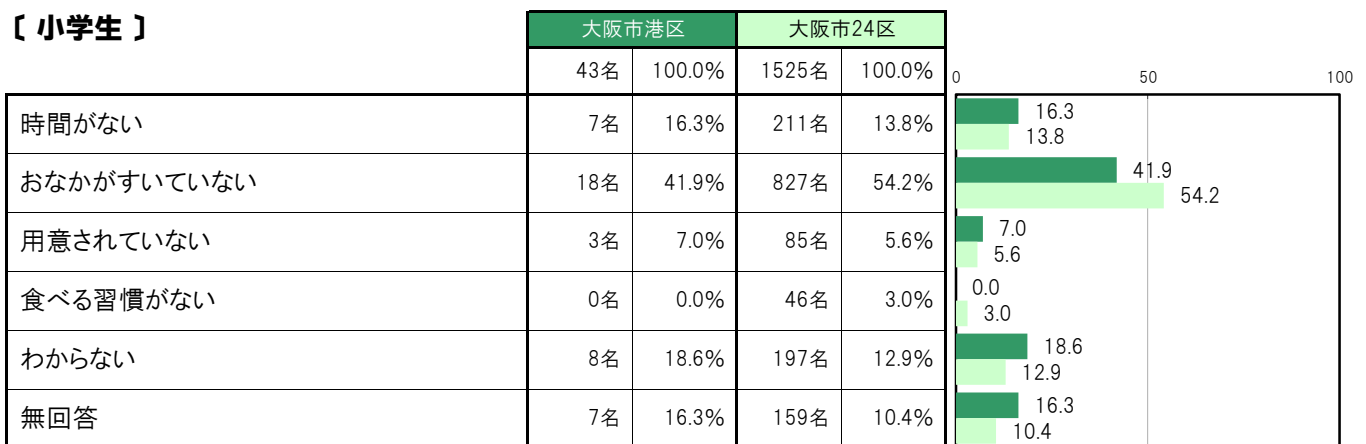 〔 小学生 〕
大阪市港区 大阪市24区
43名 100.0% 1525名 100.0% 0 50 100
時間がない 7名 16.3% 211名 13.8% 16.3
13.8
おなかがすいていない 18名 41.9% 827名 54.2% 41.9
54.2
用意されていない 3名 7.0% 85名 5.6% 7.0
5.6
食べる習慣がない 0名 0.0% 46名 3.0% 0.0
3.0
わからない 8名 18.6% 197名 12.9% 18.6
12.9
無回答 7名 16.3% 159名 10.4% 16.3
10.4